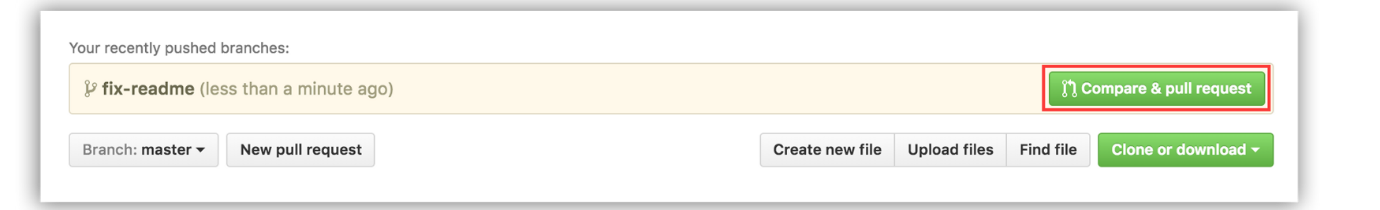 Your recently pushed branches:
fix-readme (less than a minute ago) Compare & pull request
Branch: master New pull request Create new file Upload files Find file Clone or download